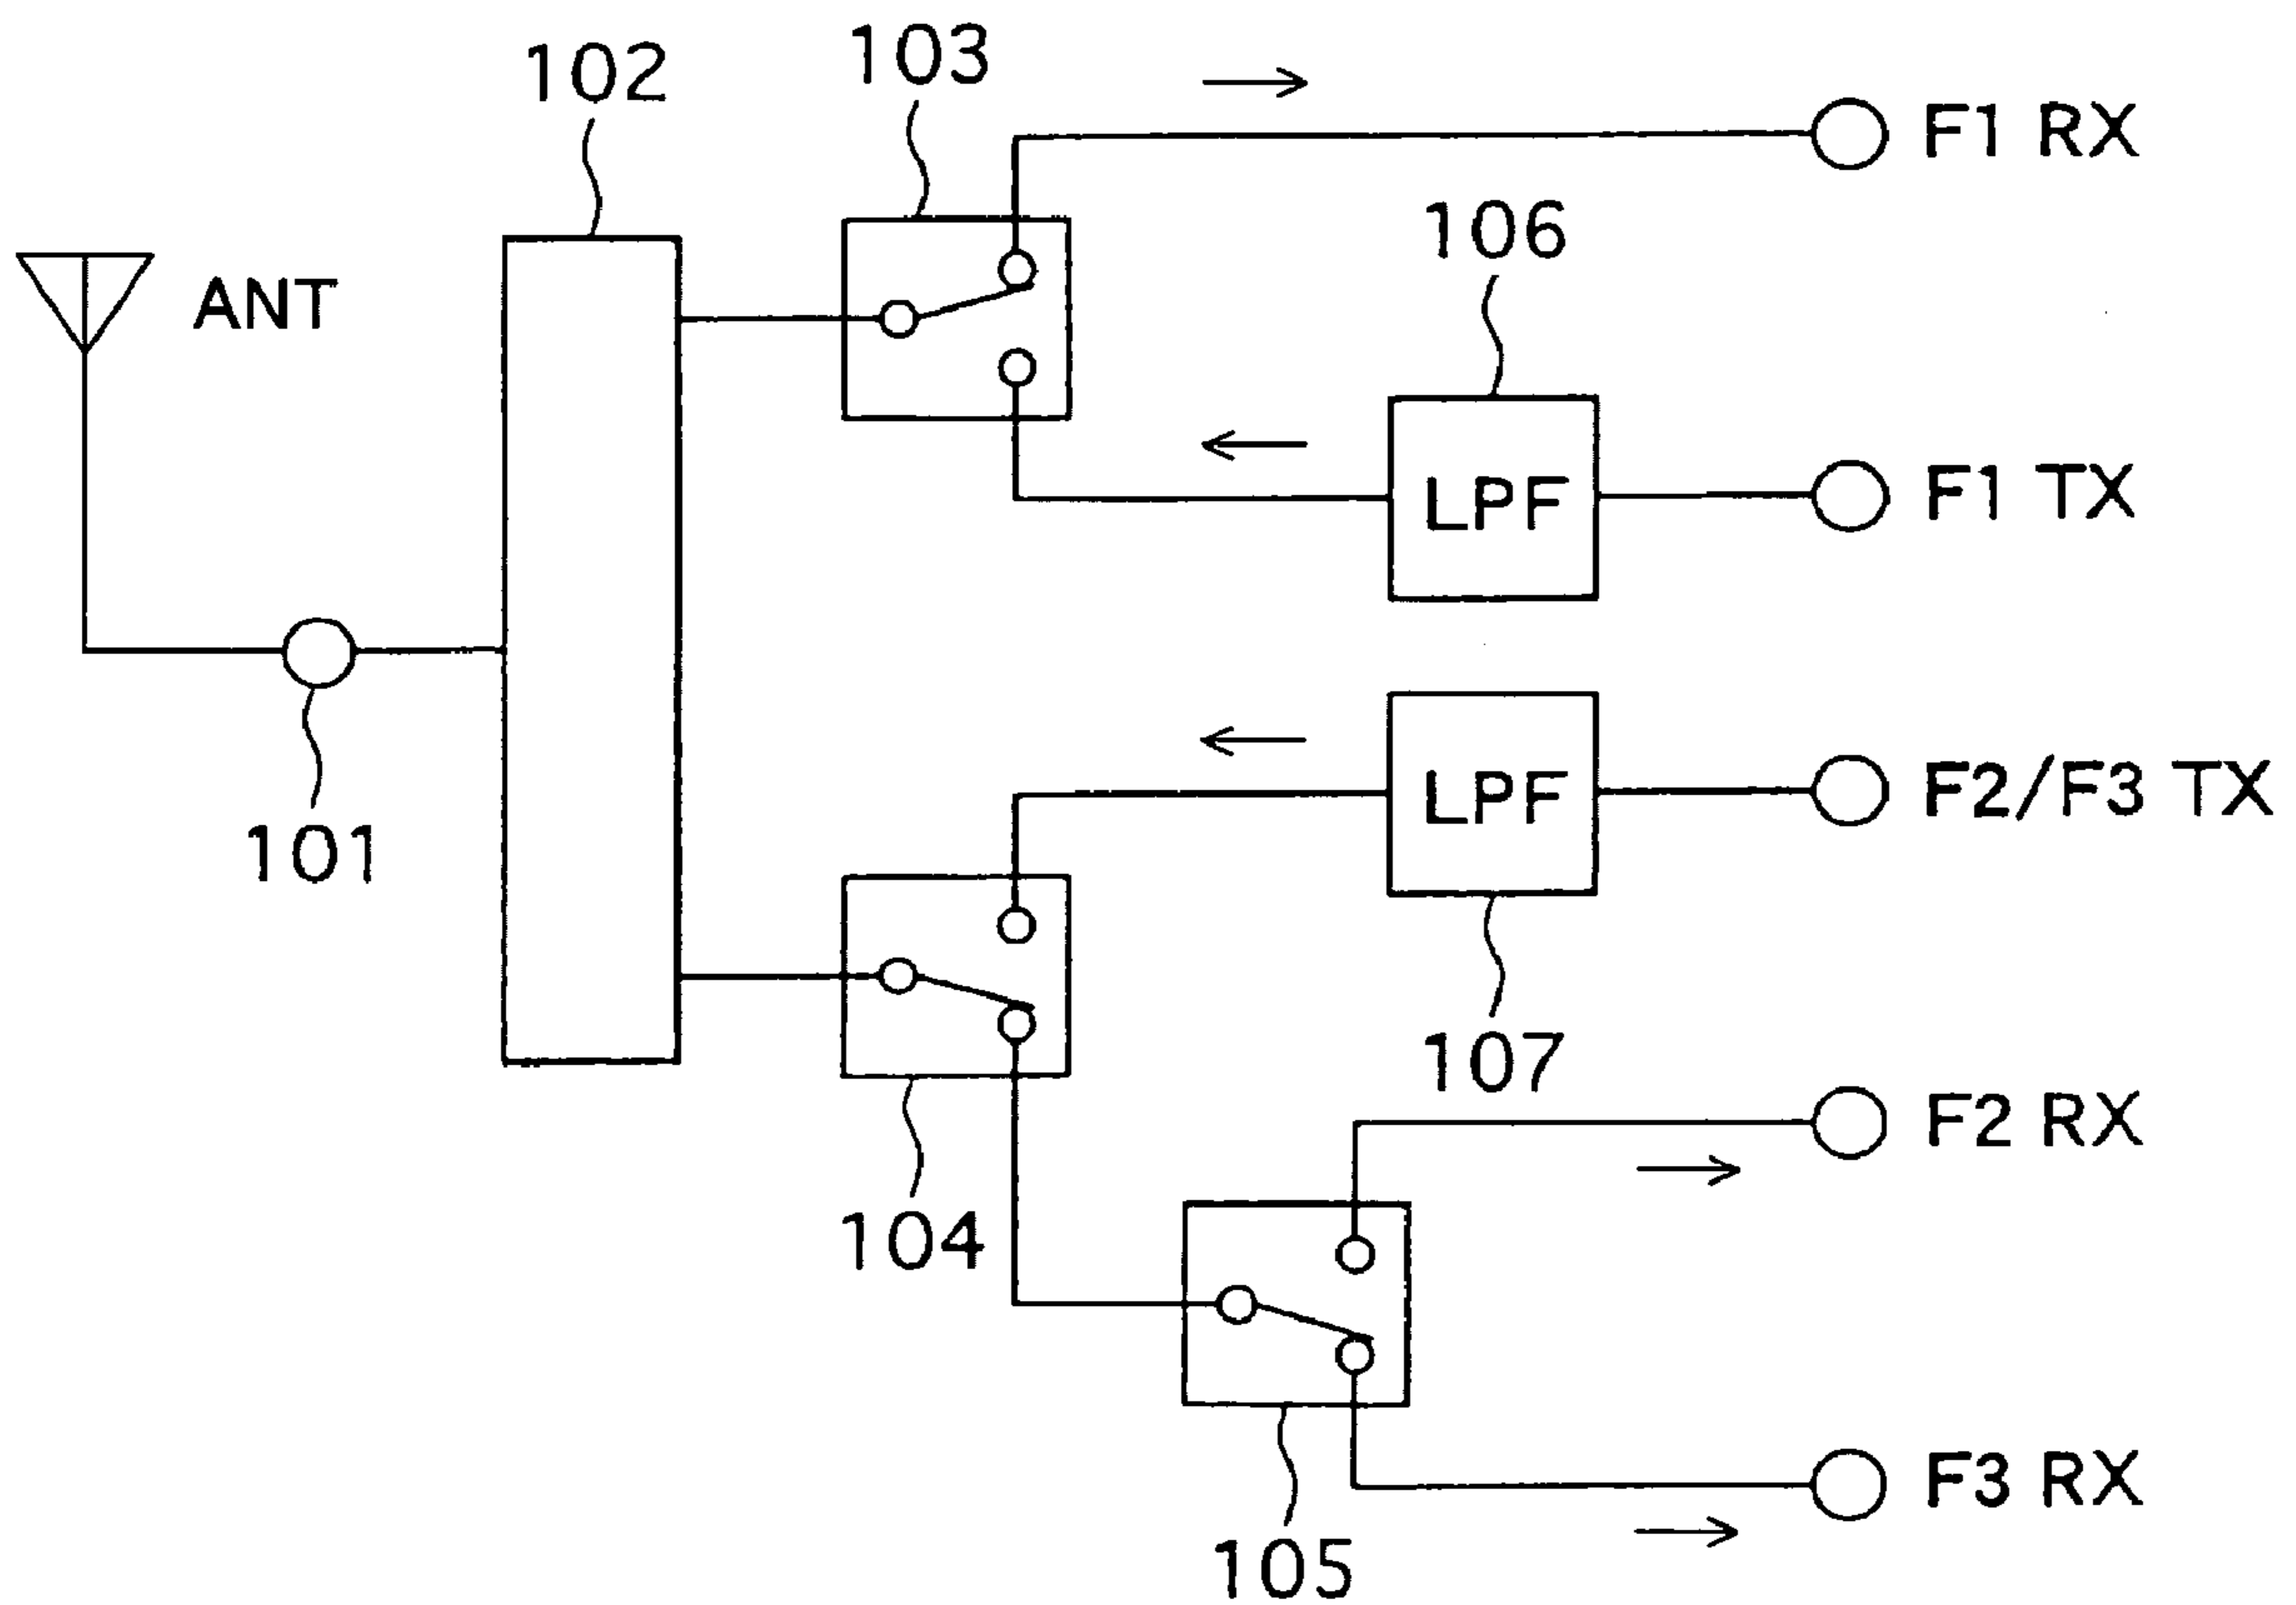 103
102
F1 RX
106
ANT
LPF
F1 TX
LPF
F2/F3 TX
101
107
F2 RX
104
F3 RX
105